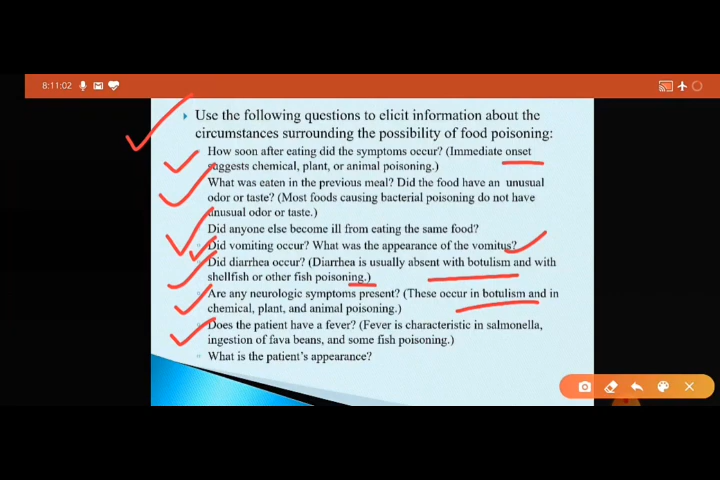 8:11:02
Use the following questions to elicit information about the
circumstances surrounding the possibility of food poisoning:
How soon after eating did the symptoms occur? (Immediate onset
suggests chemical, plant, or animal poisoning.)
What was eaten in the previous meal? Did the food have an unusual
odor or taste? (Most foods causing bacterial poisoning do not have
unusual odor or taste.)
Did anyone else become ill from eating the same food?
Did vomiting occur? What was the appearance of the vomitus?
Did diarrhea occur? (Diarrhea is usually absent with botulism and with
shellfish or other fish poisoning.)
Are any neurologic symptoms present? (These occur in botulism and in
chemical, plant, and animal poisoning.)
Does the patient have a fever? (Fever is characteristic in salmonella,
ingestion of fava beans, and some fish poisoning.)
What is the patient's appearance?